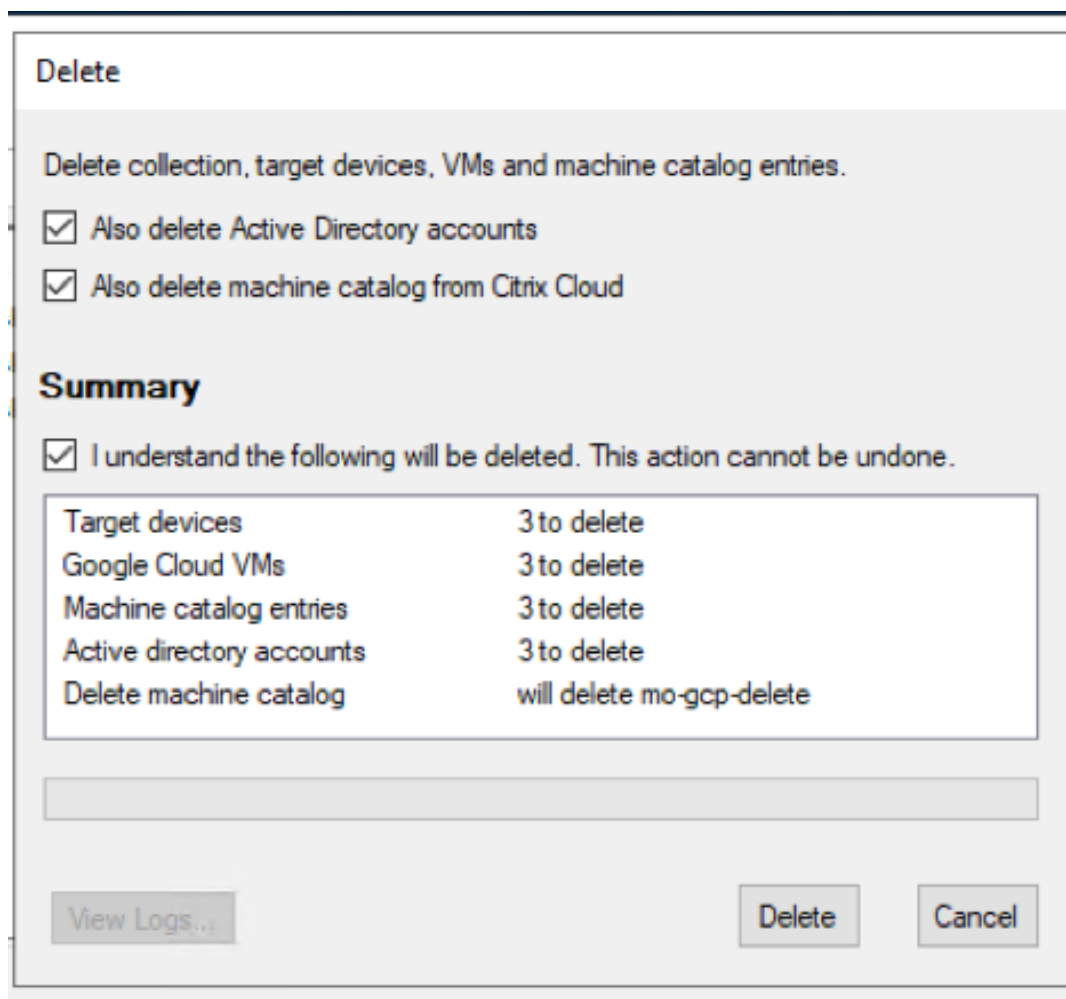 Delete
Delete collection, target devices, VMs and machine catalog entries.
Also delete Active Directory accounts
Also delete machine catalog from Citrix Cloud
Summary
I understand the following will be deleted. This action cannot be undone.
Target devices 3 to delete
Google Cloud VMs 3 to delete
Machine catalog entries 3 to delete
Active directory accounts 3 to delete
Delete machine catalog will delete mo-gcp-delete
View Logs... Delete Cancel